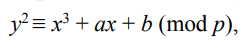 y² ≡ x³ + ax + b (mod p),